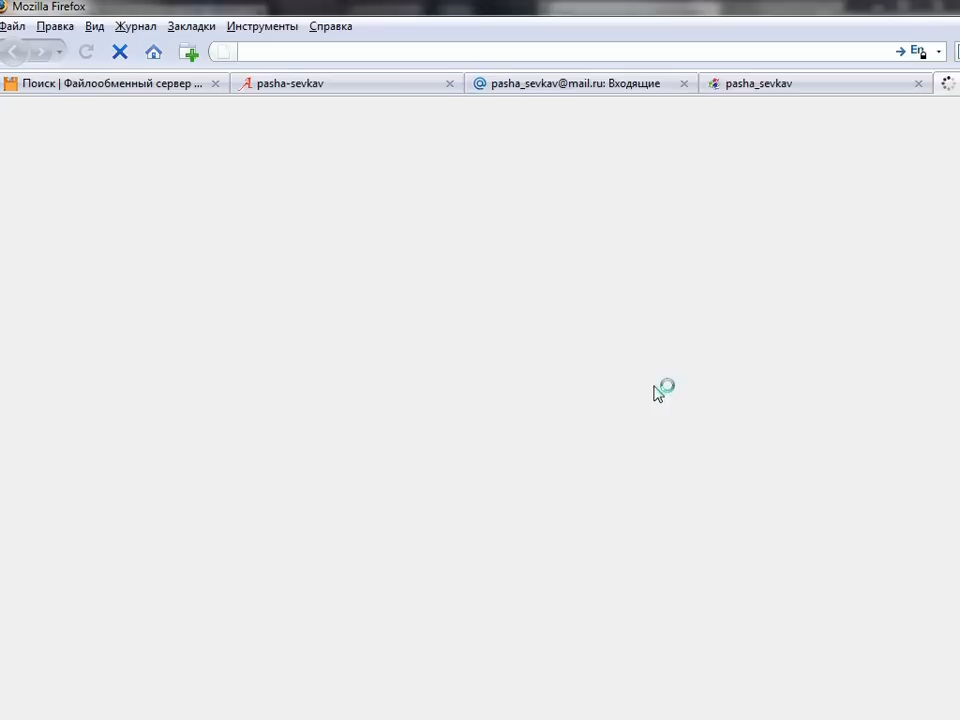 Mozilla Firefox
Файл Правка Вид Журнал Закладки Инструменты Справка
En
Поиск | Файлообменный сервер ... pasha-sevkav pasha_sevkav@mail.ru: Входящие pasha_sevkav